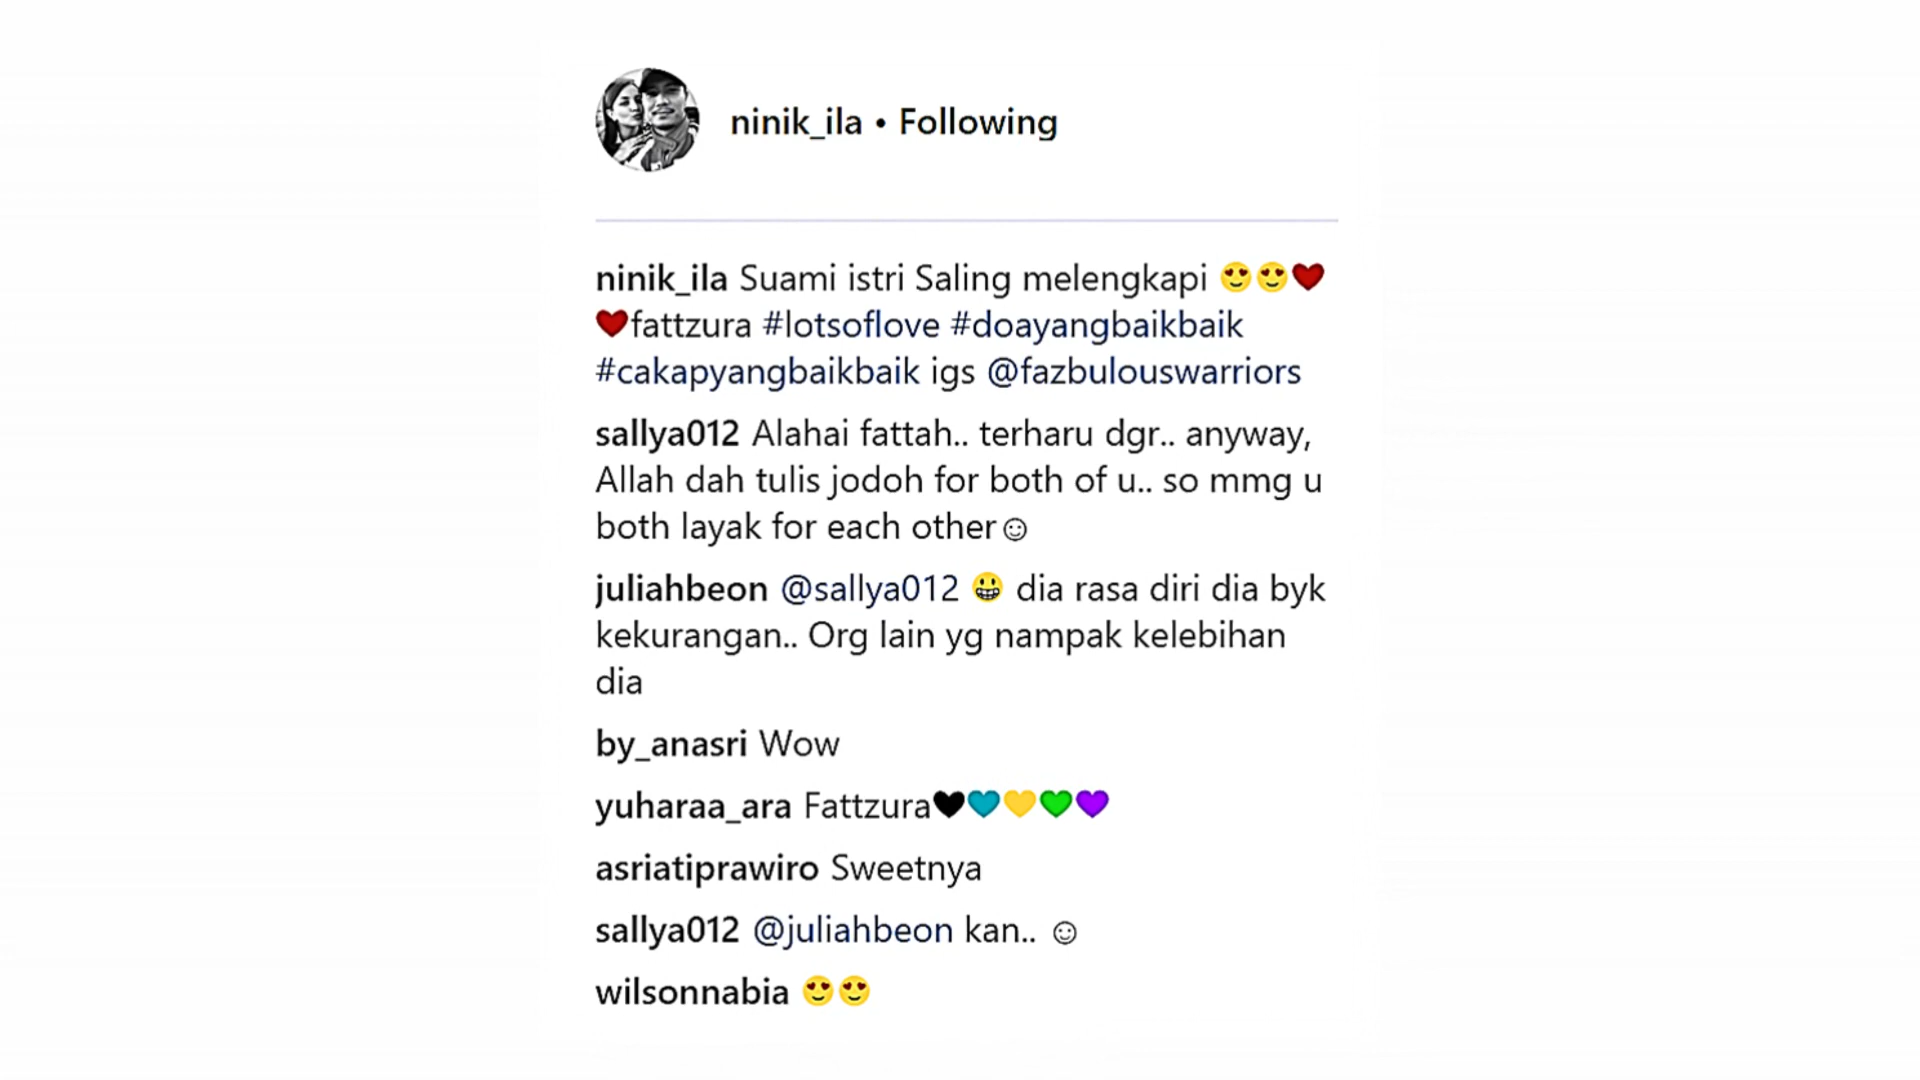 ninik_ila • Following
ninik_ila Suami istri Saling melengkapi 😍😍❤
❤fattzura #lotsoflove #doayangbaikbaik
#cakapyangbaikbaik igs @fazbulouswarriors
sallya012 Alahai fattah.. terharu dgr.. anyway,
Allah dah tulis jodoh for both of u.. so mmg u
both layak for each other☺
juliahbeon @sallya012 😀 dia rasa diri dia byk
kekurangan.. Org lain yg nampak kelebihan
dia
by_anasri Wow
yuharaa_ara Fattzura🖤💙💛💚💜
asriatiprawiro Sweetnya
sallya012 @juliahbeon kan.. ☺
wilsonnabia 😍😍